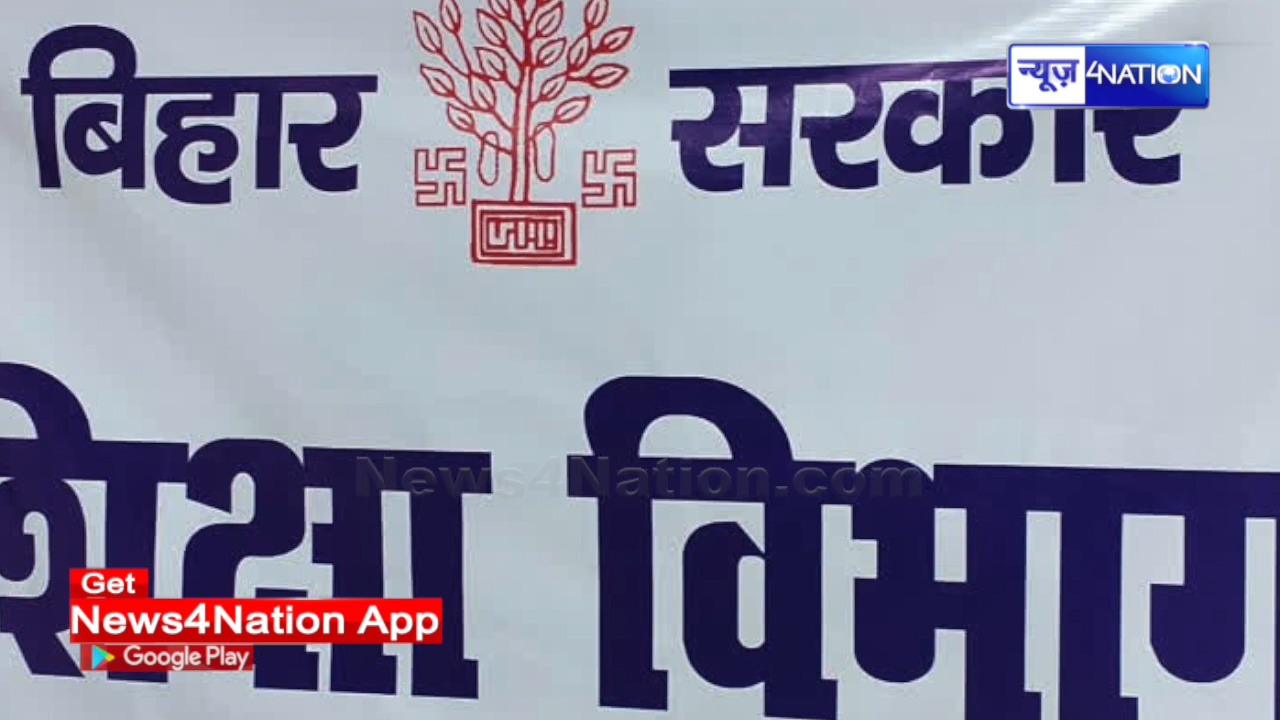 बिहार सरकार
न्यूज़ 4NATION
शिक्षा विभाग
News4Nation.com
Get
News4Nation App
Google Play